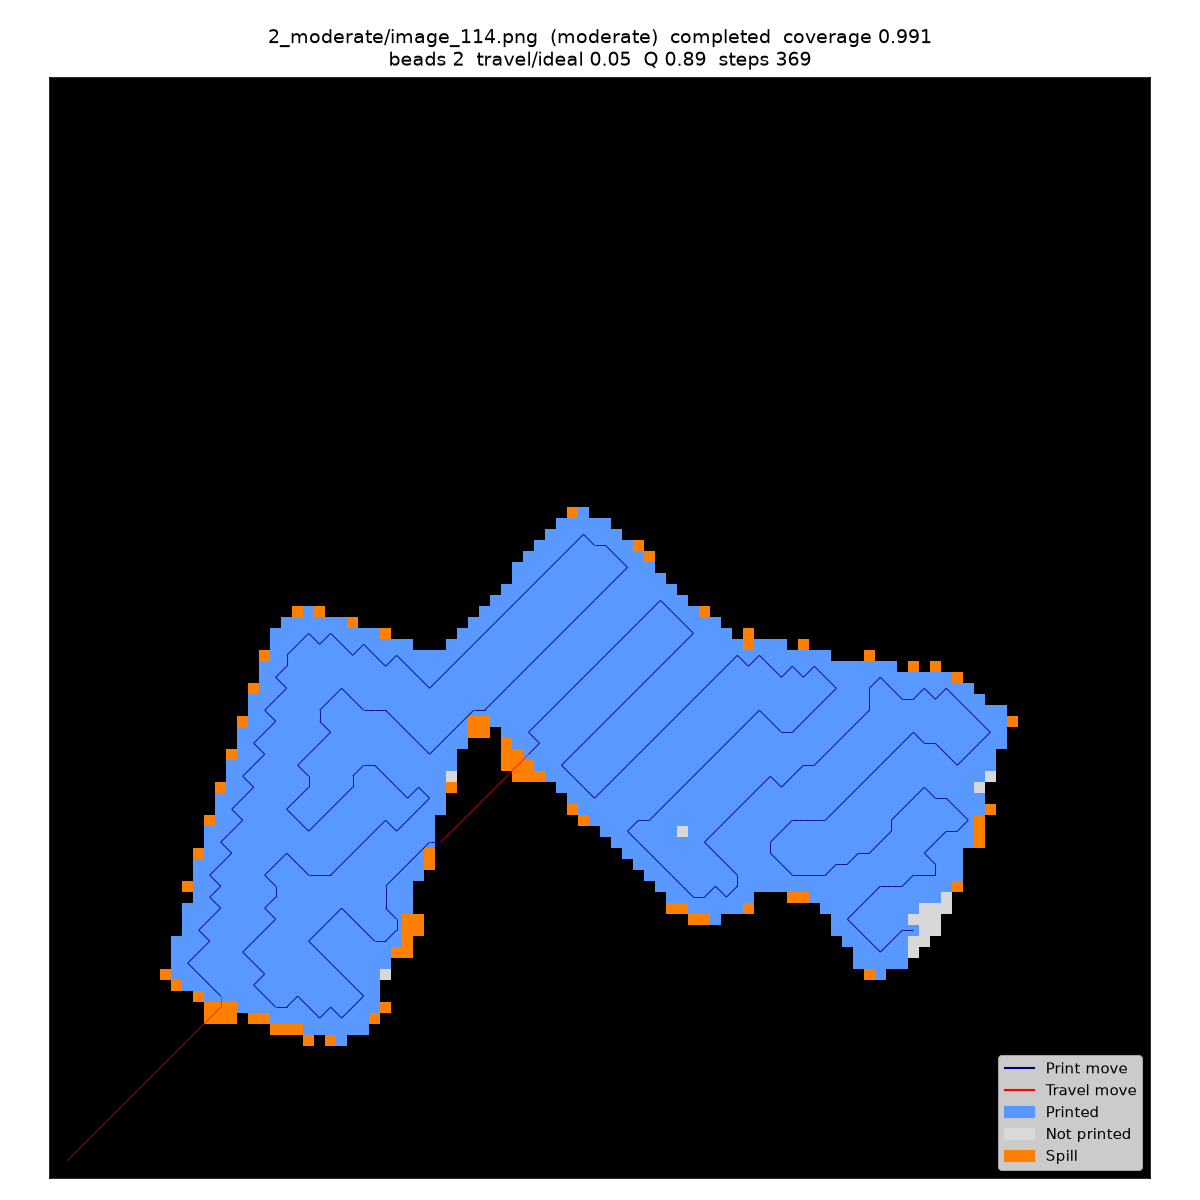 2_moderate/image_114.png  (moderate)  completed  coverage 0.991
beads 2  travel/ideal 0.05  Q 0.89  steps 369
Print move
Travel move
Printed
Not printed
Spill